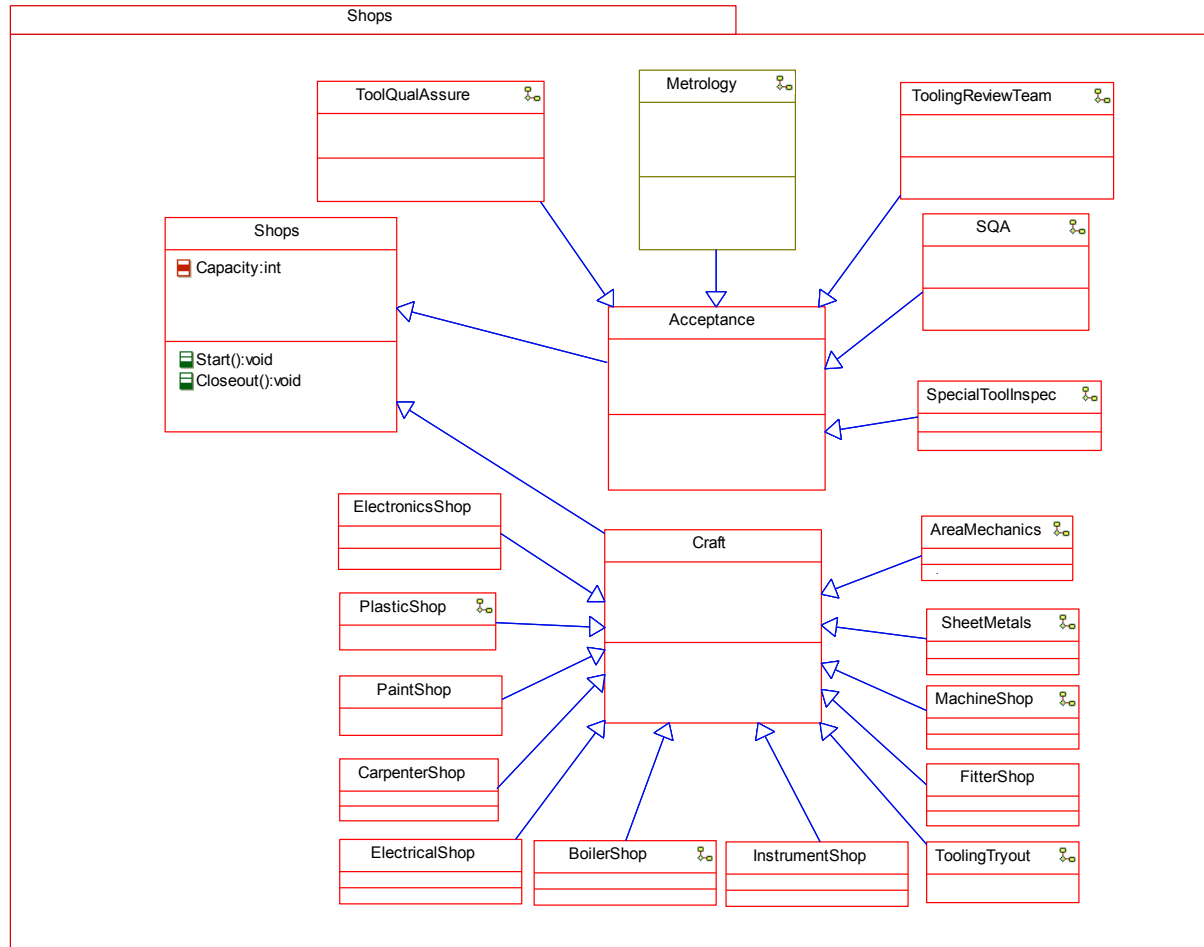 Shops
ToolQualAssure
Metrology
ToolingReviewTeam
Shops
Capacity:int
Start():void
Closeout():void
SQA
Acceptance
SpecialToolInspec
ElectronicsShop
Craft
AreaMechanics
PlasticShop
SheetMetals
PaintShop
MachineShop
CarpenterShop
FitterShop
ElectricalShop
BoilerShop
InstrumentShop
ToolingTryout